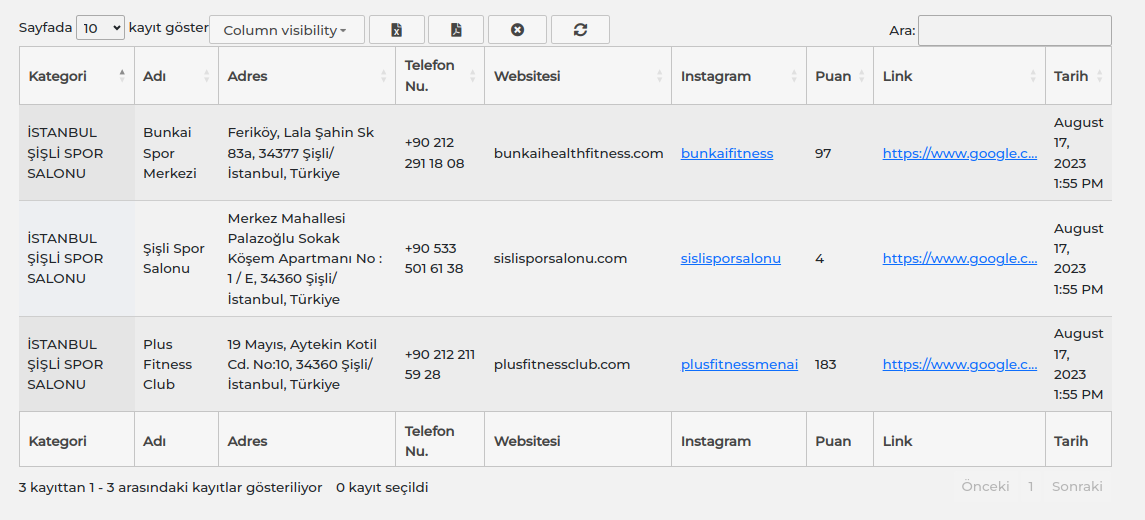 Sayfada 10 kayıt göster Column visibility Ara:
Kategori Adı Adres Telefon Nu. Websitesi Instagram Puan Link Tarih
İSTANBUL
ŞİŞLİ SPOR
SALONU
Bunkai
Spor
Merkezi
Feriköy, Lala Şahin Sk
83a, 34377 Şişli/
İstanbul, Türkiye
+90 212
291 18 08
bunkaihealthfitness.com
bunkaifitness
97
https://www.google.c...
August
17,
2023
1:55 PM
İSTANBUL
ŞİŞLİ SPOR
SALONU
Şişli Spor
Salonu
Merkez Mahallesi
Palazoğlu Sokak
Köşem Apartmanı No :
1 / E, 34360 Şişli/
İstanbul, Türkiye
+90 533
501 61 38
sislisporsalonu.com
sislisporsalonu
4
https://www.google.c...
August
17,
2023
1:55 PM
İSTANBUL
ŞİŞLİ SPOR
SALONU
Plus
Fitness
Club
19 Mayıs, Aytekin Kotil
Cd. No:10, 34360 Şişli/
İstanbul, Türkiye
+90 212 211
59 28
plusfitnessclub.com
plusfitnessmenai
183
https://www.google.c...
August
17,
2023
1:55 PM
Kategori Adı Adres Telefon Nu. Websitesi Instagram Puan Link Tarih
3 kayıttan 1 - 3 arasındaki kayıtlar gösteriliyor 0 kayıt seçildi Önceki 1 Sonraki